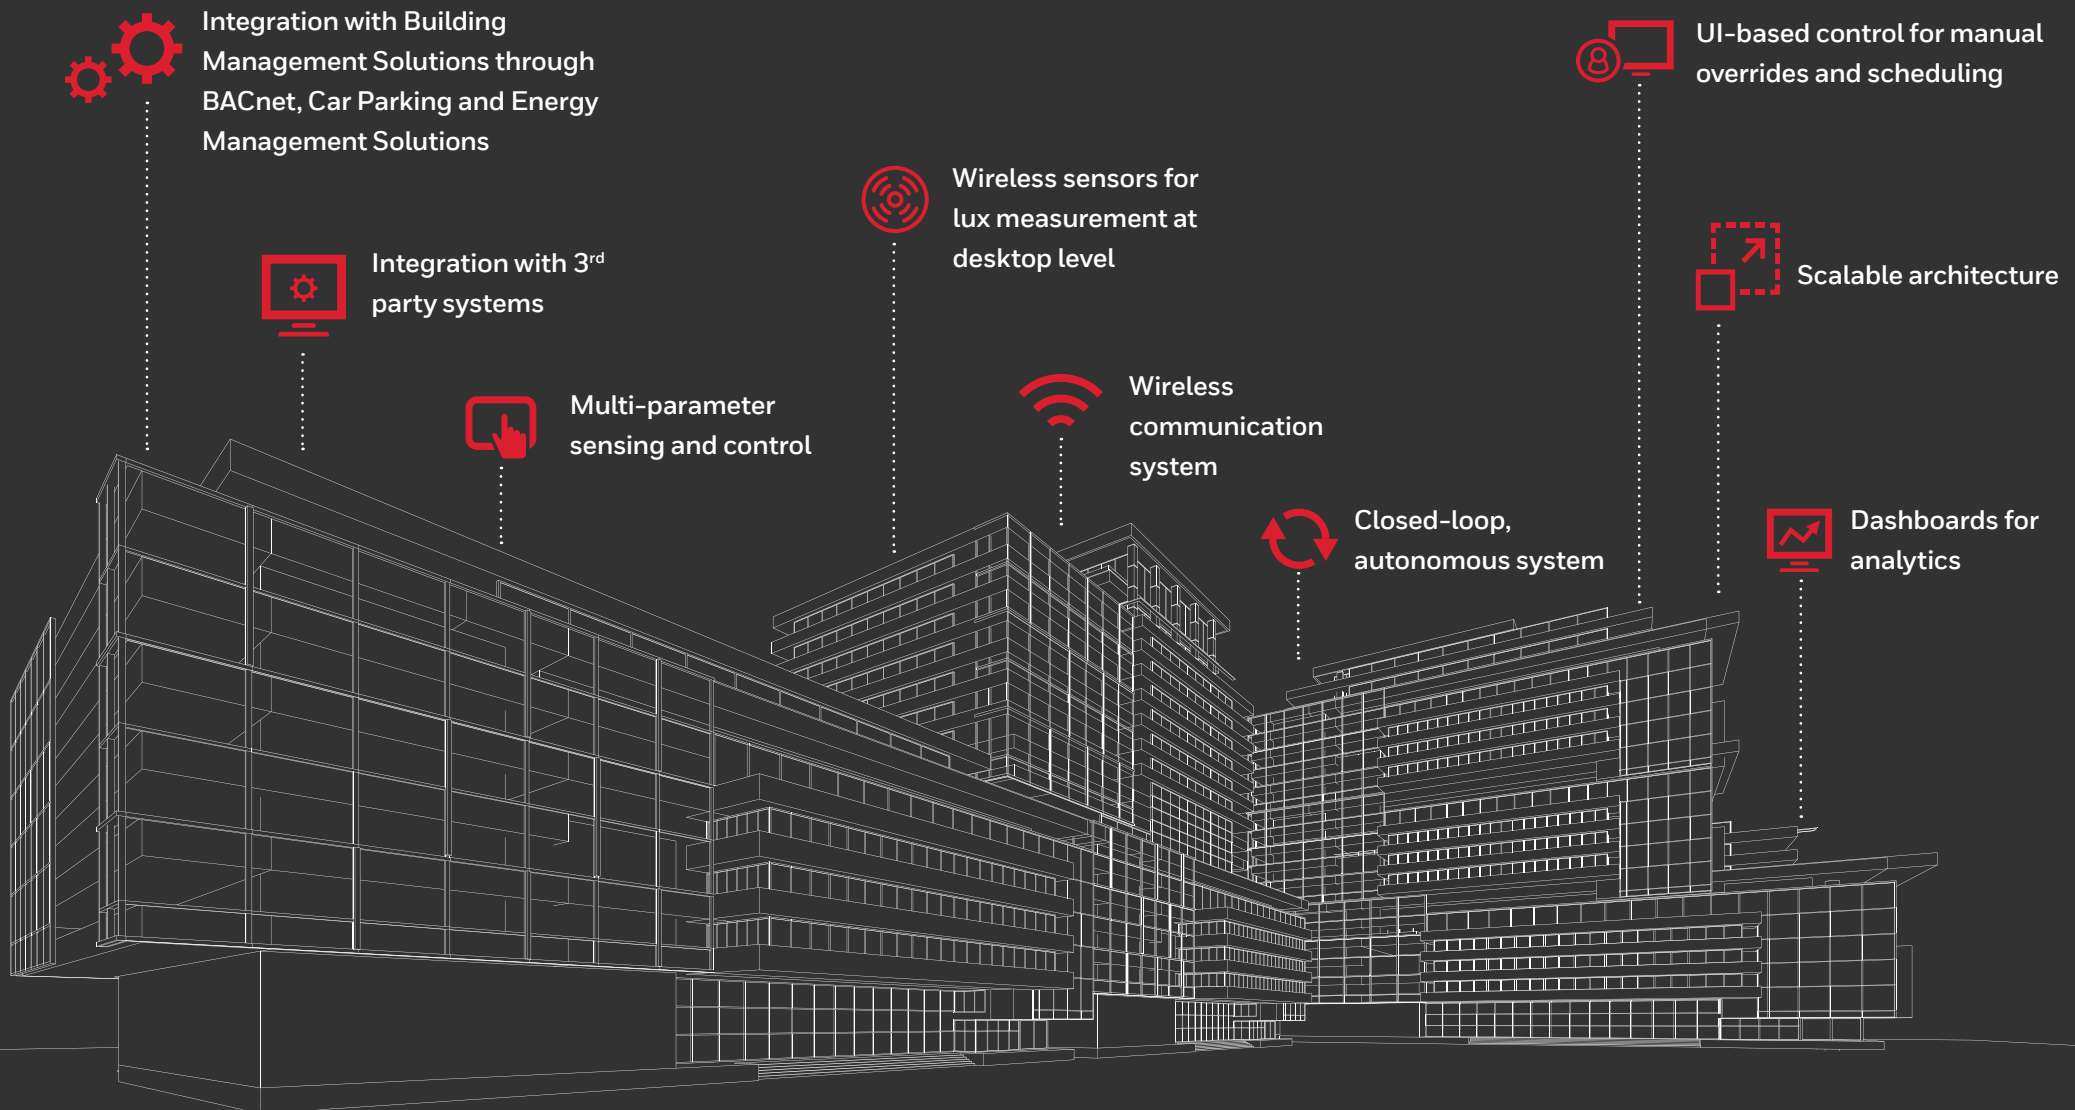 Integration with Building
Management Solutions through
BACnet, Car Parking and Energy
Management Solutions
Integration with 3rd
party systems
Multi-parameter
sensing and control
Wireless sensors for
lux measurement at
desktop level
Wireless
communication
system
Closed-loop,
autonomous system
UI-based control for manual
overrides and scheduling
Scalable architecture
Dashboards for
analytics